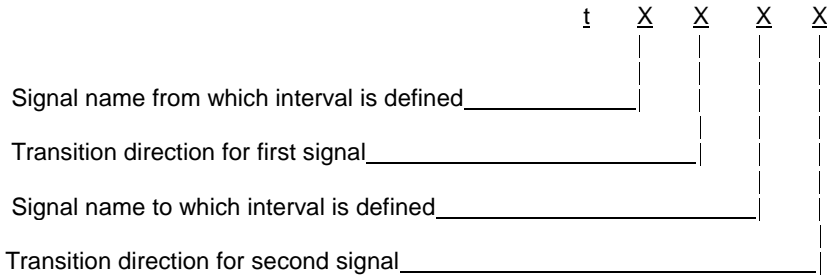 t X X X X
Signal name from which interval is defined
Transition direction for first signal
Signal name to which interval is defined
Transition direction for second signal